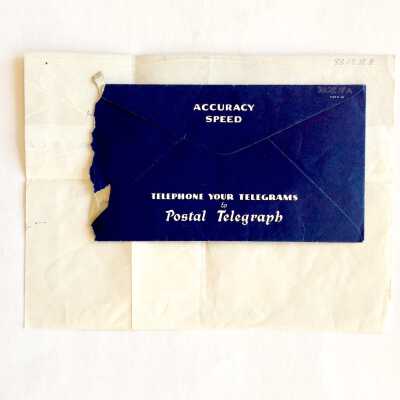 ACCURACY
SPEED
TELEPHONE YOUR TELEGRAMS
to
Postal Telegraph